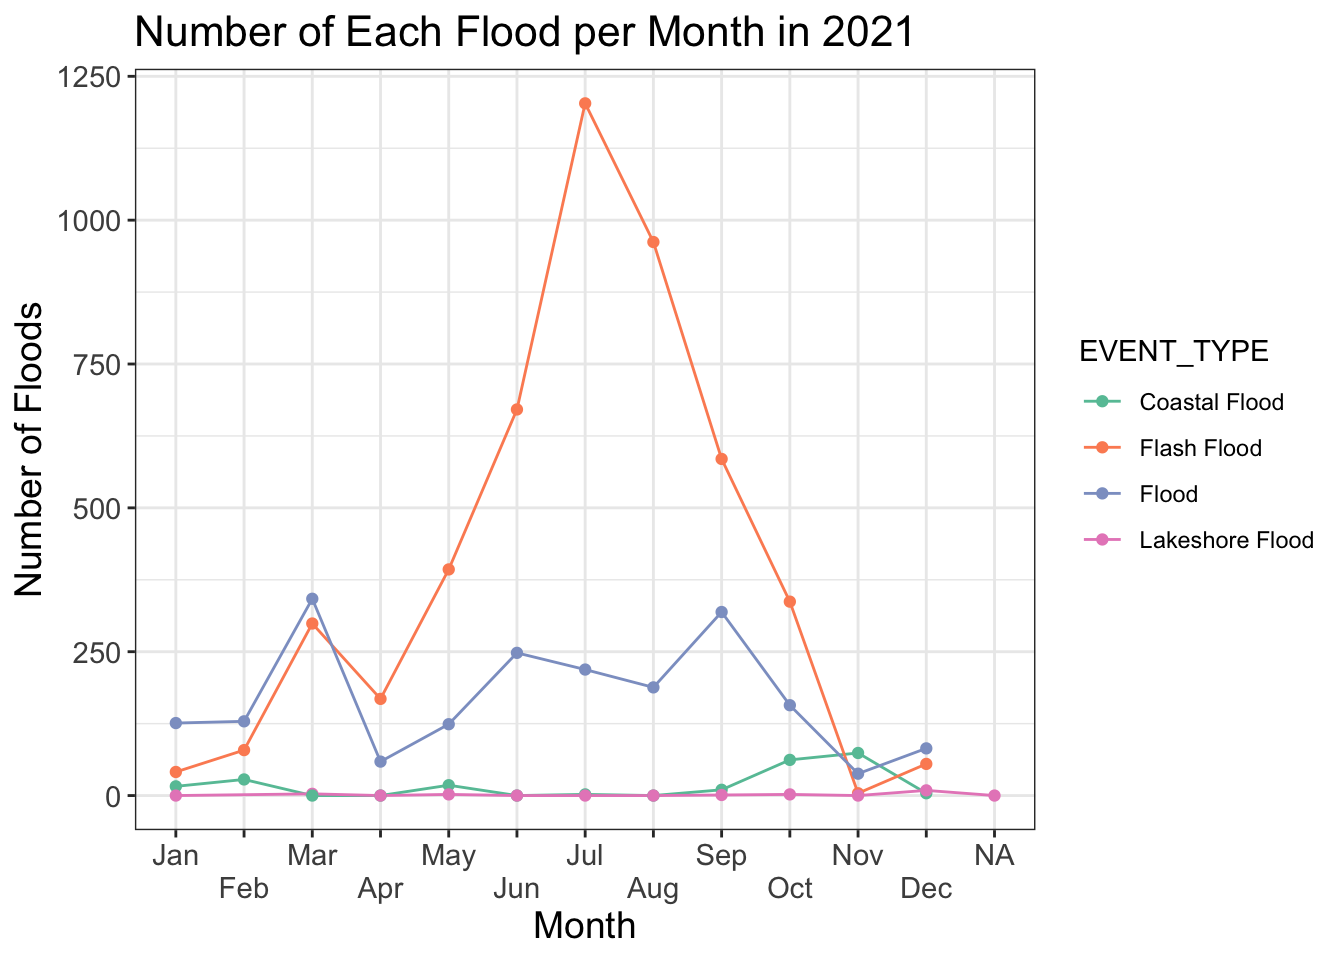 Number of Each Flood per Month in 2021
1250
1000
750
500
250
0
Number of Floods
Jan Mar May Jul Sep Nov NA
Feb Apr Jun Aug Oct Dec
Month
EVENT_TYPE
Coastal Flood
Flash Flood
Flood
Lakeshore Flood